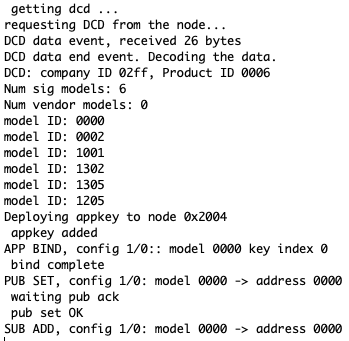 getting dcd ...
requesting DCD from the node...
DCD data event, received 26 bytes
DCD data end event. Decoding the data.
DCD: company ID 02ff, Product ID 0006
Num sig models: 6
Num vendor models: 0
model ID: 0000
model ID: 0002
model ID: 1001
model ID: 1302
model ID: 1305
model ID: 1205
Deploying appkey to node 0x2004
appkey added
APP BIND, config 1/0:: model 0000 key index 0
bind complete
PUB SET, config 1/0: model 0000 -> address 0000
waiting pub ack
pub set OK
SUB ADD, config 1/0: model 0000 -> address 0000